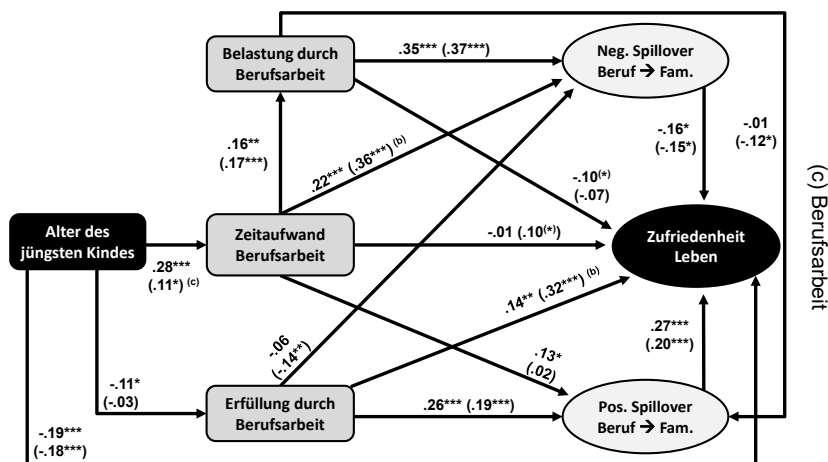 Belastung durch
Berufsarbeit
.35*** (.37***)
Neg. Spillover
Beruf → Fam.
.16**
(.17***)
.22*** (.36***) (b)
-.16*
(-.15*)
-.01
(-.12*)
-.10(*)
(-.07)
(c) Berufsarbeit
Alter des
jüngsten Kindes
Zeitaufwand
Berufsarbeit
-.01 (.10(*))
Zufriedenheit
Leben
.28***
(.11*) (c)
.14** (.32***) (b)
-.06
(-.14**)
.13*
(.02)
.27***
(.20***)
-.11*
(-.03)
Erfüllung durch
Berufsarbeit
.26*** (.19***)
Pos. Spillover
Beruf → Fam.
-.19***
(-.18***)